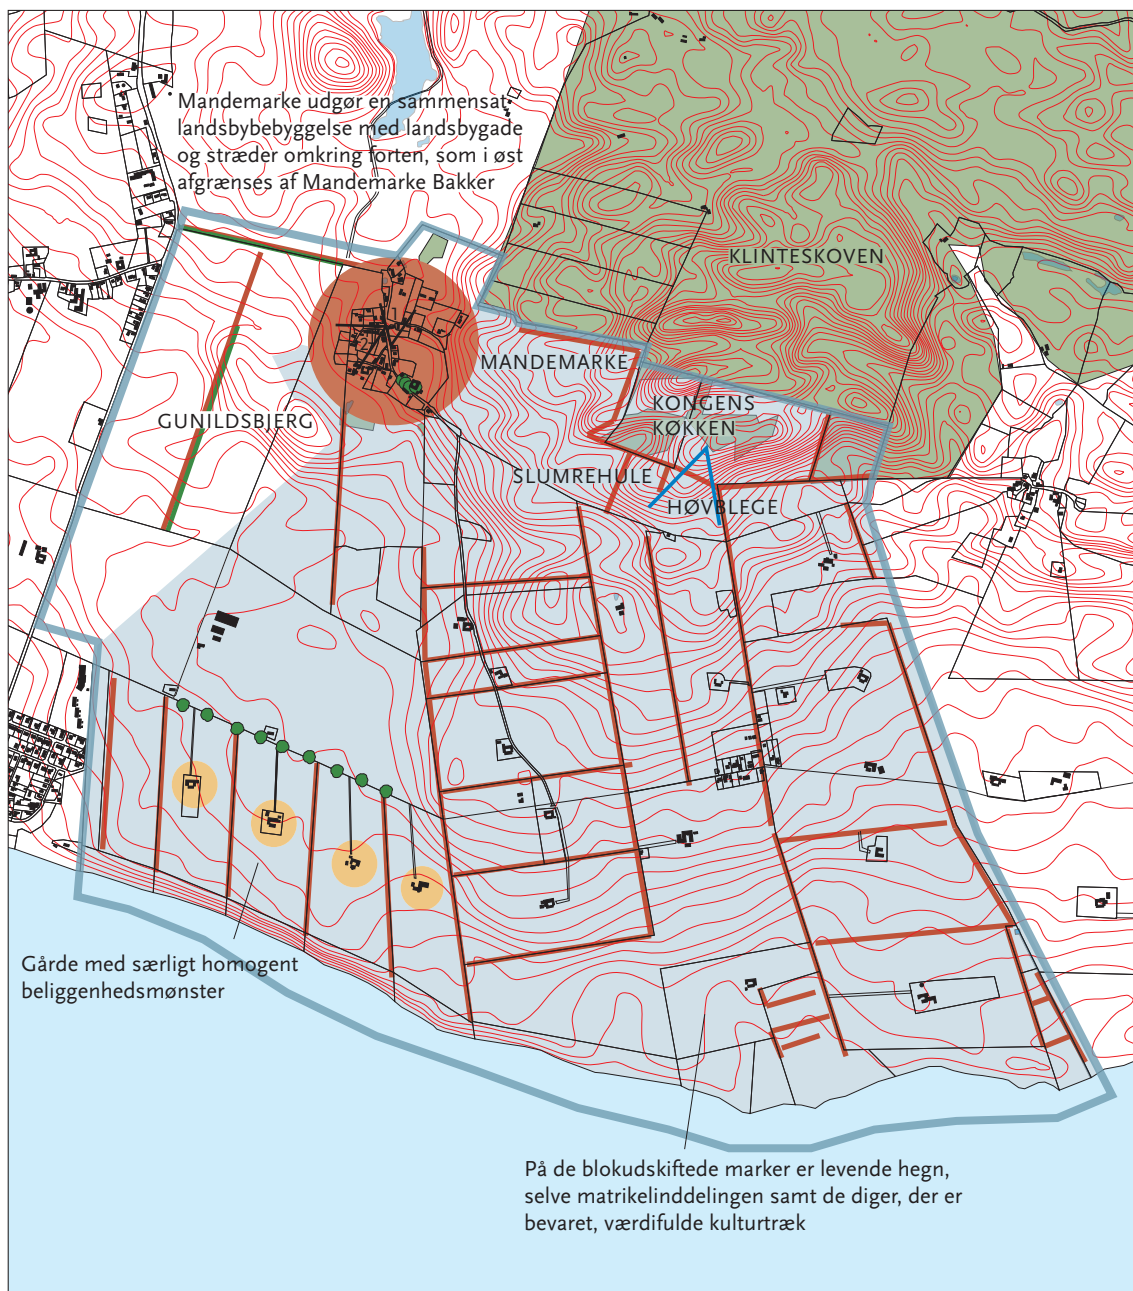 Mandemarke udgør en sammensat
landsbybebyggelse med landsbygade
og stræder omkring forten, som i øst
afgrænses af Mandemarke Bakker
KLINTESKOVEN
MANDEMARKE
GUNILDSBJERG
KONGENS
KØKKEN
SLUMREHULE
HØVBLEGE
Gårde med særligt homogent
beliggenhedsmønster
På de blokudskiftede marker er levende hegn,
selve matrikelinddelingen samt de diger, der er
bevaret, værdifulde kulturtræk